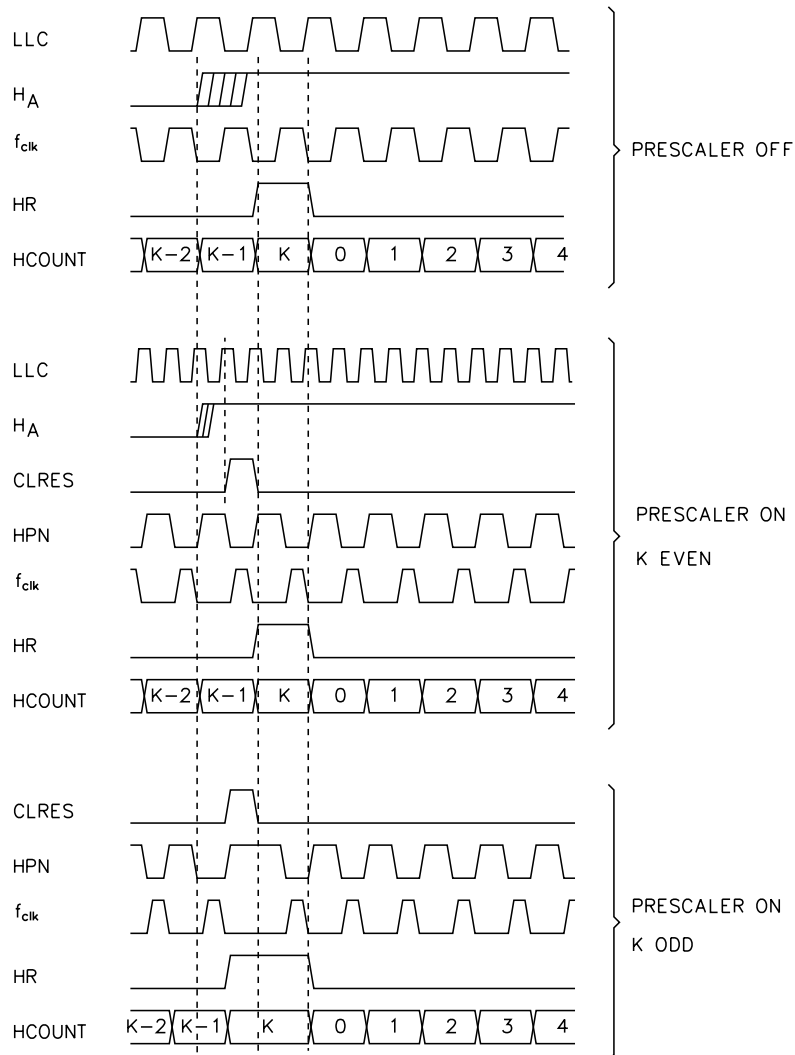 LLC
HA
fclk
HR
HCOUNT K-2 K-1 K 0 1 2 3 4
PRESCALER OFF
LLC
HA
CLRES
HPN
fclk
HR
HCOUNT K-2 K-1 K 0 1 2 3 4
PRESCALER ON
K EVEN
CLRES
HPN
fclk
HR
HCOUNT K-2 K-1 K 0 1 2 3 4
PRESCALER ON
K ODD